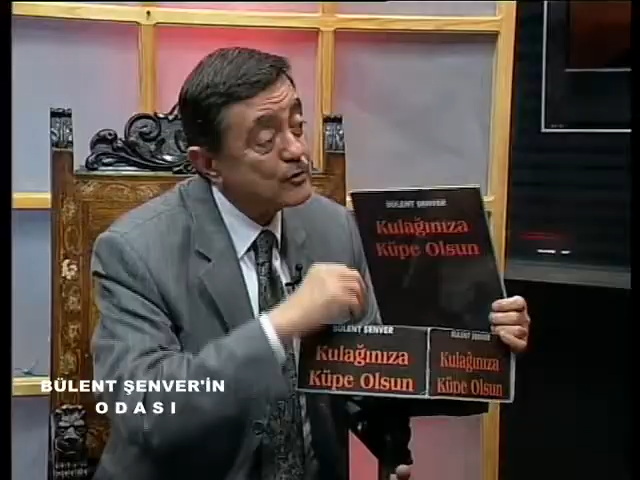 BÜLENT ŞENVER
Kulağınıza
Küpe Olsun
BÜLENT ŞENVER
Kulağınıza
Küpe Olsun
BÜLENT ŞENVER
Kulağınıza
Küpe Olsun
BÜLENT ŞENVER'İN
ODASI